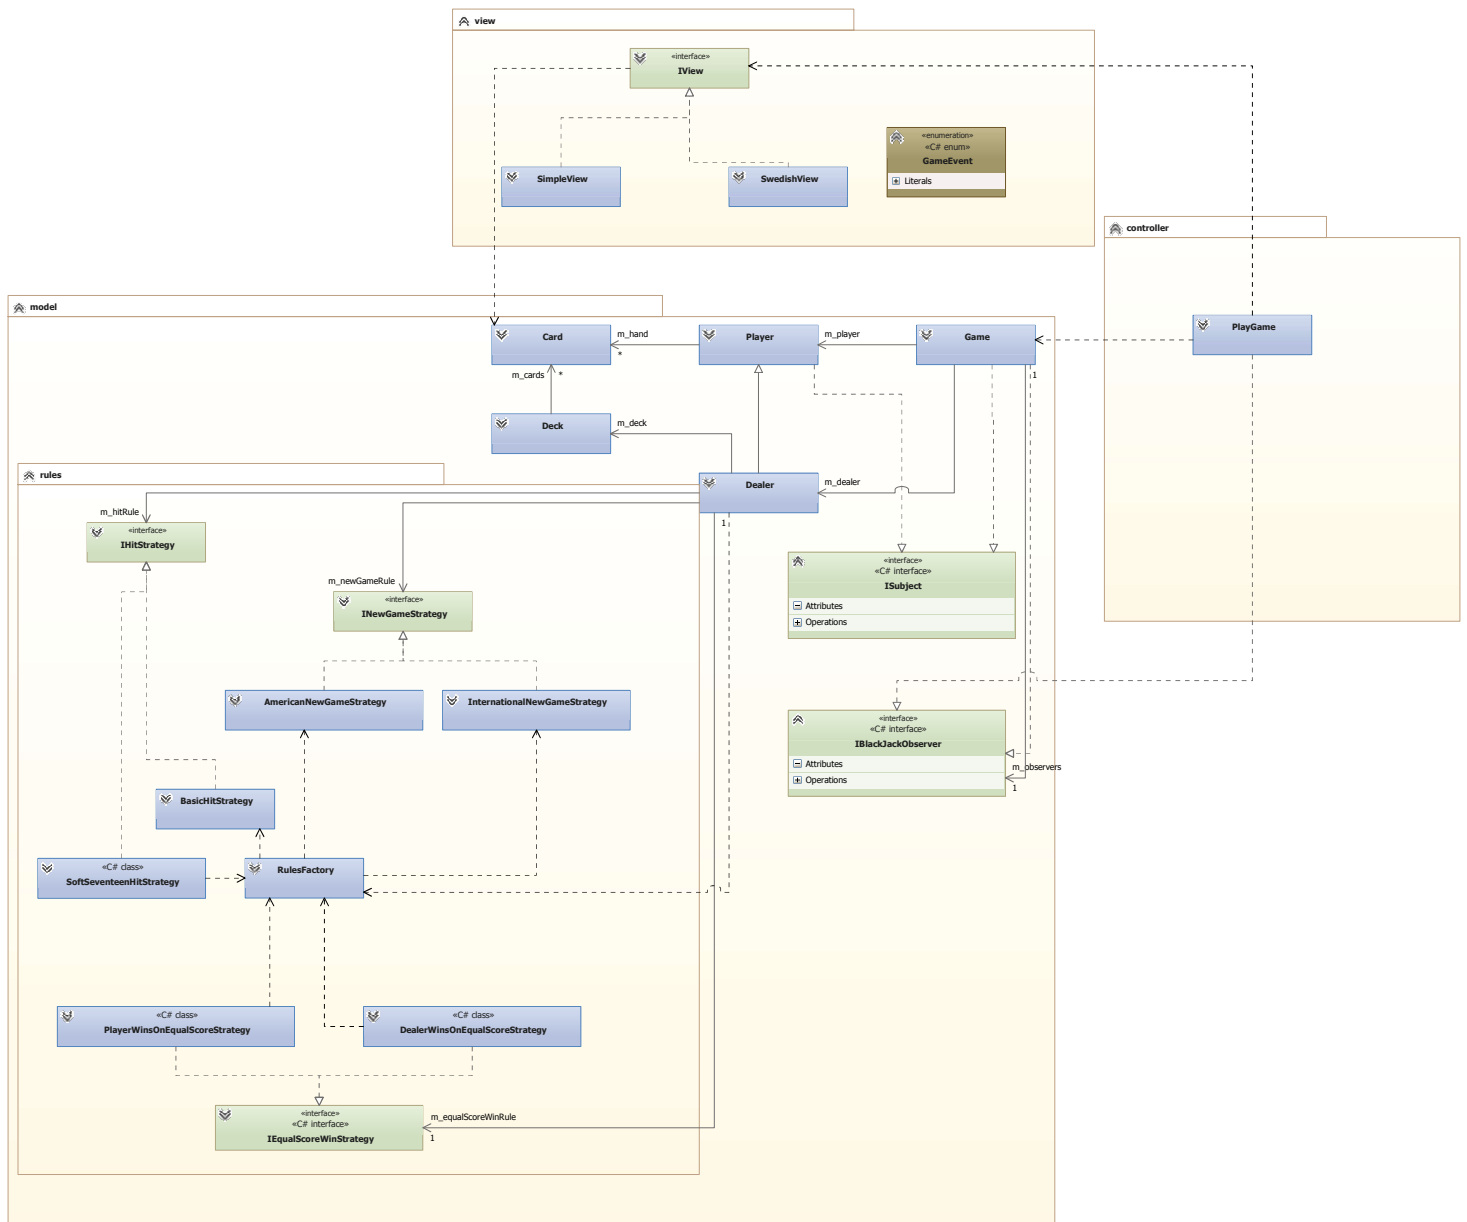 view
«interface»
IView
«enumeration»
«C# enum»
GameEvent
Literals
SimpleView
SwedishView
controller
PlayGame
model
Card
m_hand
*
Player
m_player
Game
1
m_cards
*
Deck
m_deck
rules
Dealer
m_dealer
1
m_hitRule
«interface»
IHitStrategy
m_newGameRule
«interface»
INewGameStrategy
«interface»
«C# interface»
ISubject
Attributes
Operations
AmericanNewGameStrategy
InternationalNewGameStrategy
«interface»
«C# interface»
IBlackJackObserver
Attributes
Operations
m_observers
1
BasicHitStrategy
«C# class»
SoftSeventeenHitStrategy
RulesFactory
«C# class»
PlayerWinsOnEqualScoreStrategy
«C# class»
DealerWinsOnEqualScoreStrategy
«interface»
«C# interface»
IEqualScoreWinStrategy
m_equalScoreWinRule
1